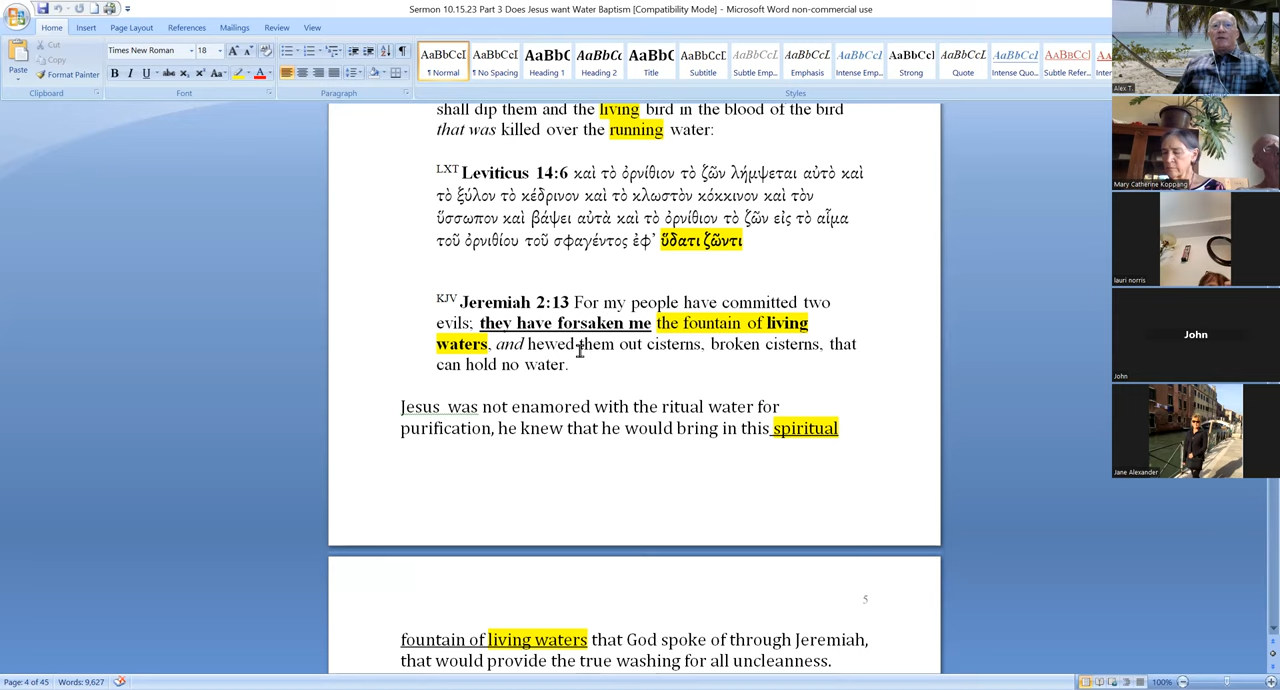 Sermon 10.15.23 Part 3 Does Jesus want Water Baptism [Compatibility Mode] - Microsoft Word non-commercial use
Home Insert Page Layout References Mailings Review View
Paste
Cut
Copy
Format Painter
Times New Roman 18
AaBbCcI AaBbCcI AaBbC AaBbC AaBbC AaBbCcI AaBbCcL AaBbCcL AaBbCcL AaBbCcI AaBbCcL AaBbCcL AaBbCcI
¶ Normal ¶ No Spacing Heading 1 Heading 2 Title Subtitle Subtle Emp... Emphasis Intense Emp... Strong Quote Intense Quo... Subtle Refer...
Clipboard Font Paragraph Styles
shall dip them and the living bird in the blood of the bird
that was killed over the running water:
LXT Leviticus 14:6 καὶ τὸ ὀρνίθιον τὸ ζῶν λήμψεται αὐτὸ καὶ
τὸ ξύλον τὸ κέδρινον καὶ τὸ κλωστὸν κόκκινον καὶ τὸν
ὕσσωπον καὶ βάψει αὐτὰ καὶ τὸ ὀρνίθιον τὸ ζῶν εἰς τὸ αἷμα
τοῦ ὀρνιθίου τοῦ σφαγέντος ἐφ᾽ ὕδατι ζῶντι
KJV Jeremiah 2:13 For my people have committed two
evils; they have forsaken me the fountain of living
waters, and hewed them out cisterns, broken cisterns, that
can hold no water.
Jesus was not enamored with the ritual water for
purification, he knew that he would bring in this spiritual
5
fountain of living waters that God spoke of through Jeremiah,
that would provide the true washing for all uncleanness.
Page: 4 of 45 Words: 9,627
100%
Alex T.
Mary Catherine Koppang
lauri norris
John
John
Jane Alexander